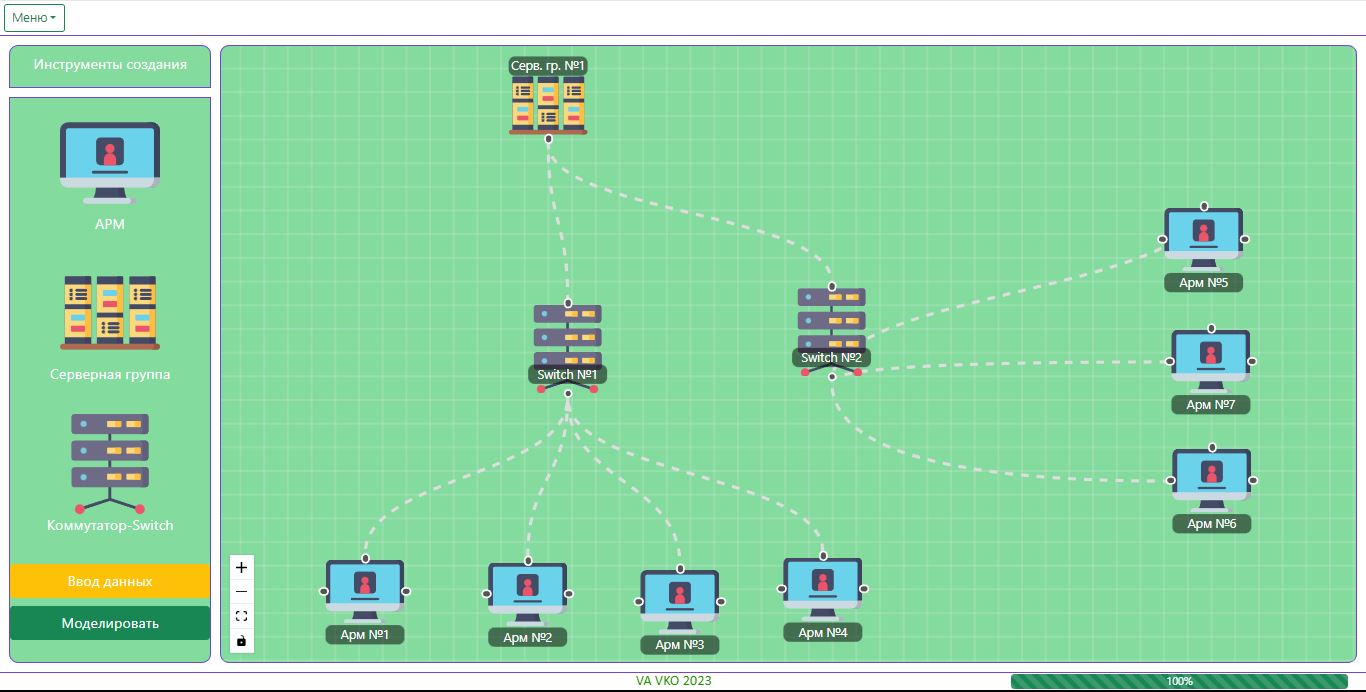 Меню
Инструменты создания
АРМ
Серверная группа
Коммутатор-Switch
Ввод данных
Моделировать
Серв. гр. №1
Switch №1
Switch №2
Арм №5
Арм №7
Арм №6
Арм №1
Арм №2
Арм №3
Арм №4
VA VKO 2023
100%